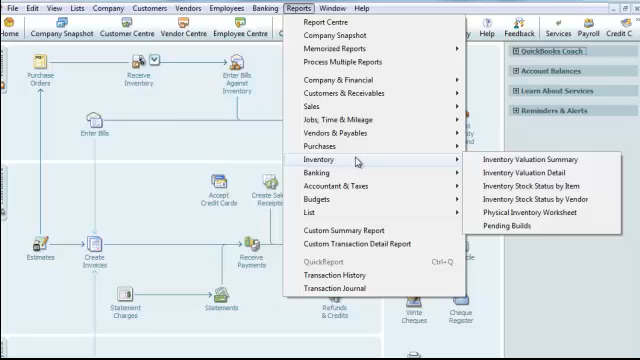 File Edit View Lists Company Customers Vendors Employees Banking Reports Window Help
Home Company Snapshot Customer Centre Vendor Centre Employee Centre Help Feedback Services Payroll Credit C
Report Centre
Company Snapshot
Memorized Reports
Process Multiple Reports
Company & Financial
Customers & Receivables
Sales
Jobs, Time & Mileage
Vendors & Payables
Purchases
Inventory
Banking
Accountant & Taxes
Budgets
List
Custom Summary Report
Custom Transaction Detail Report
QuickReport Ctrl+Q
Transaction History
Transaction Journal
Inventory Valuation Summary
Inventory Valuation Detail
Inventory Stock Status by Item
Inventory Stock Status by Vendor
Physical Inventory Worksheet
Pending Builds
Purchase Orders
Receive Inventory
Enter Bills Against Inventory
Enter Bills
Accept Credit Cards
Create Sales Receipts
Estimates
Create Invoices
Receive Payments
Statement Charges
Statements
Refunds & Credits
Write Cheques
Cheque Register
QuickBooks Coach
Account Balances
Learn About Services
Reminders & Alerts